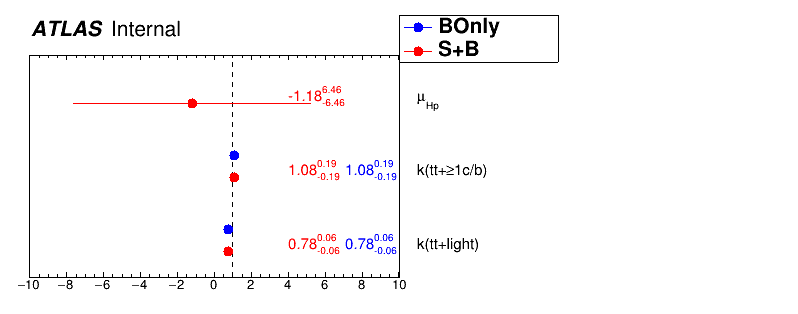 ATLAS Internal
BOnly
S+B
-1.18 6.46 -6.46 μHp
1.08 0.19 -0.19 1.08 0.19 -0.19 k(tt+≥1c/b)
0.78 0.06 -0.06 0.78 0.06 -0.06 k(tt+light)
−10 −8 −6 −4 −2 0 2 4 6 8 10